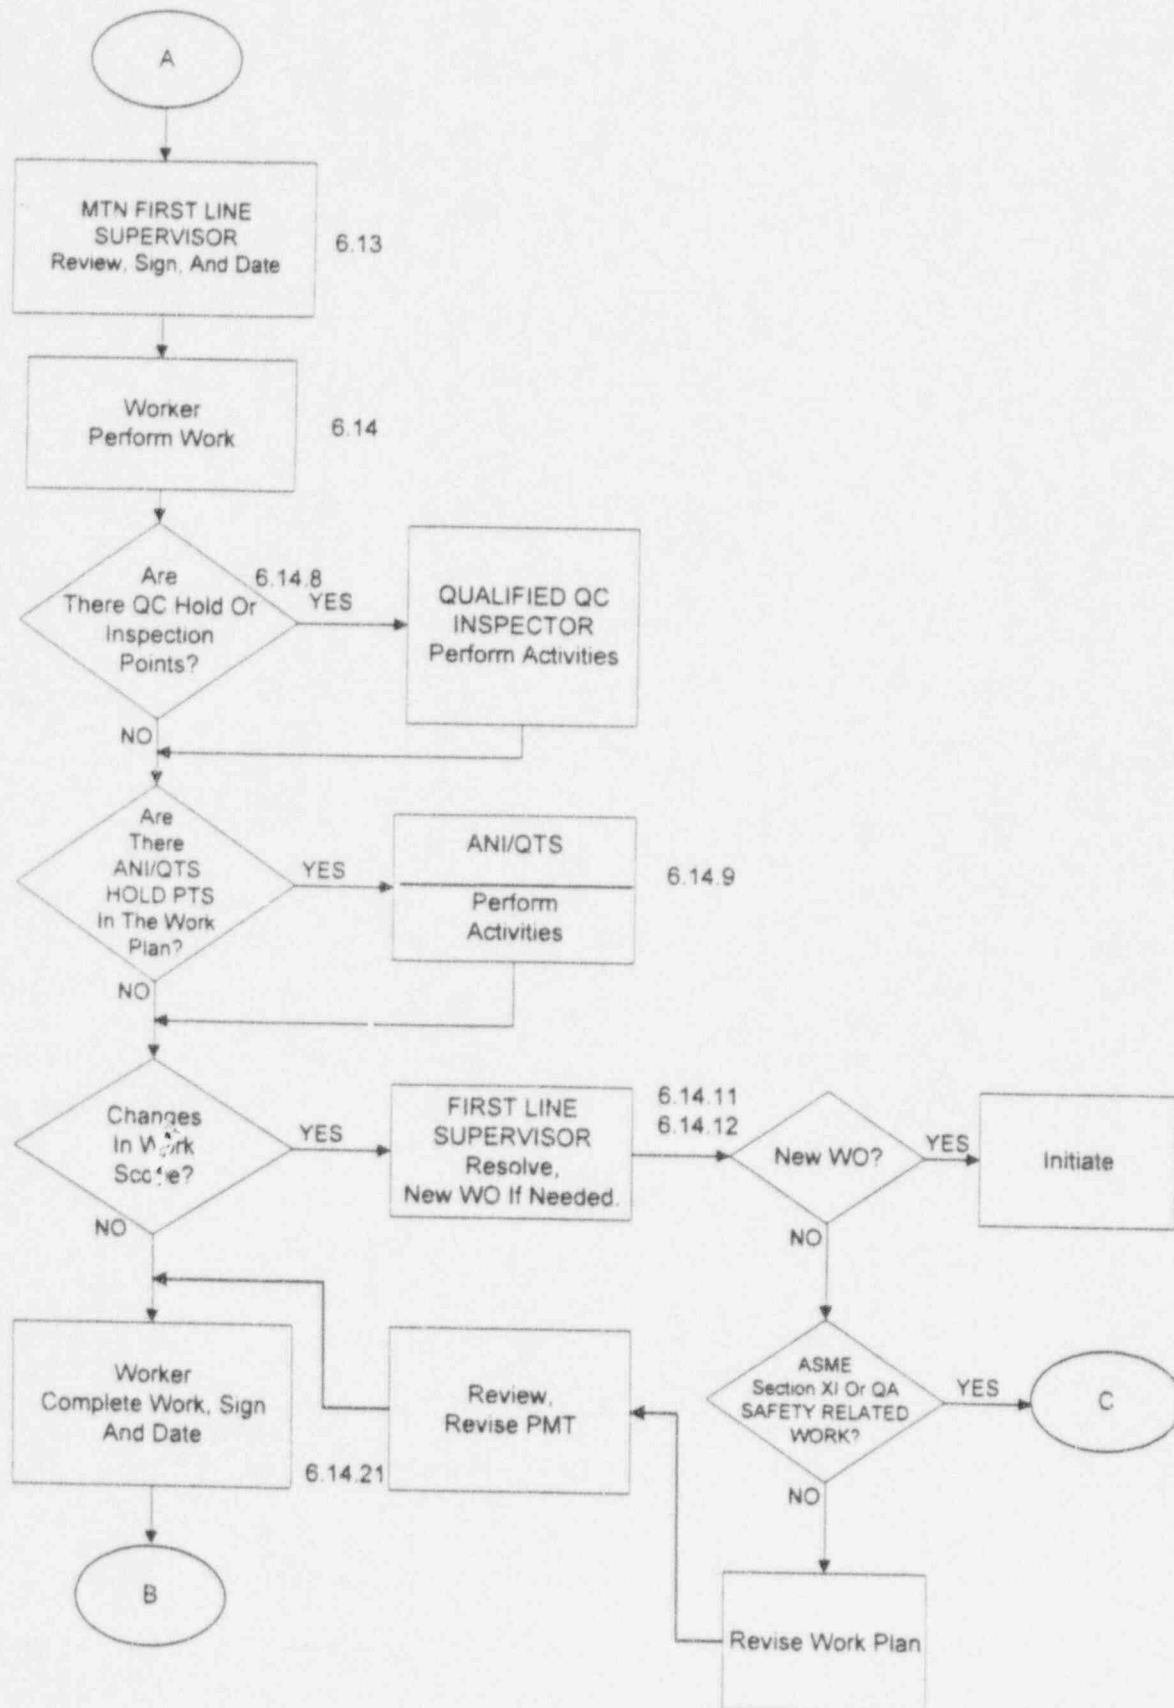 A
MTN FIRST LINE
SUPERVISOR
Review, Sign, And Date
6.13
Worker
Perform Work
6.14
Are
There QC Hold Or
Inspection
Points?
6.14.8
YES
QUALIFIED QC
INSPECTOR
Perform Activities
NO
Are
There
ANI/QTS
HOLD PTS
In The Work
Plan?
YES
ANI/QTS
Perform
Activities
6.14.9
NO
Changes
In Work
Scope?
YES
FIRST LINE
SUPERVISOR
Resolve,
New WO If Needed.
6.14.11
6.14.12
New WO?
YES
Initiate
NO
NO
Worker
Complete Work, Sign
And Date
6.14.21
Review,
Revise PMT
ASME
Section XI Or QA
SAFETY RELATED
WORK?
YES
C
NO
B
Revise Work Plan